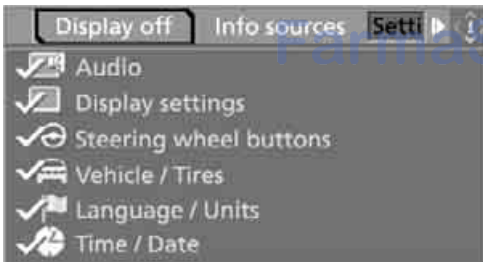 Display off Info sources Setti
Audio
Display settings
Steering wheel buttons
Vehicle / Tires
Language / Units
Time / Date